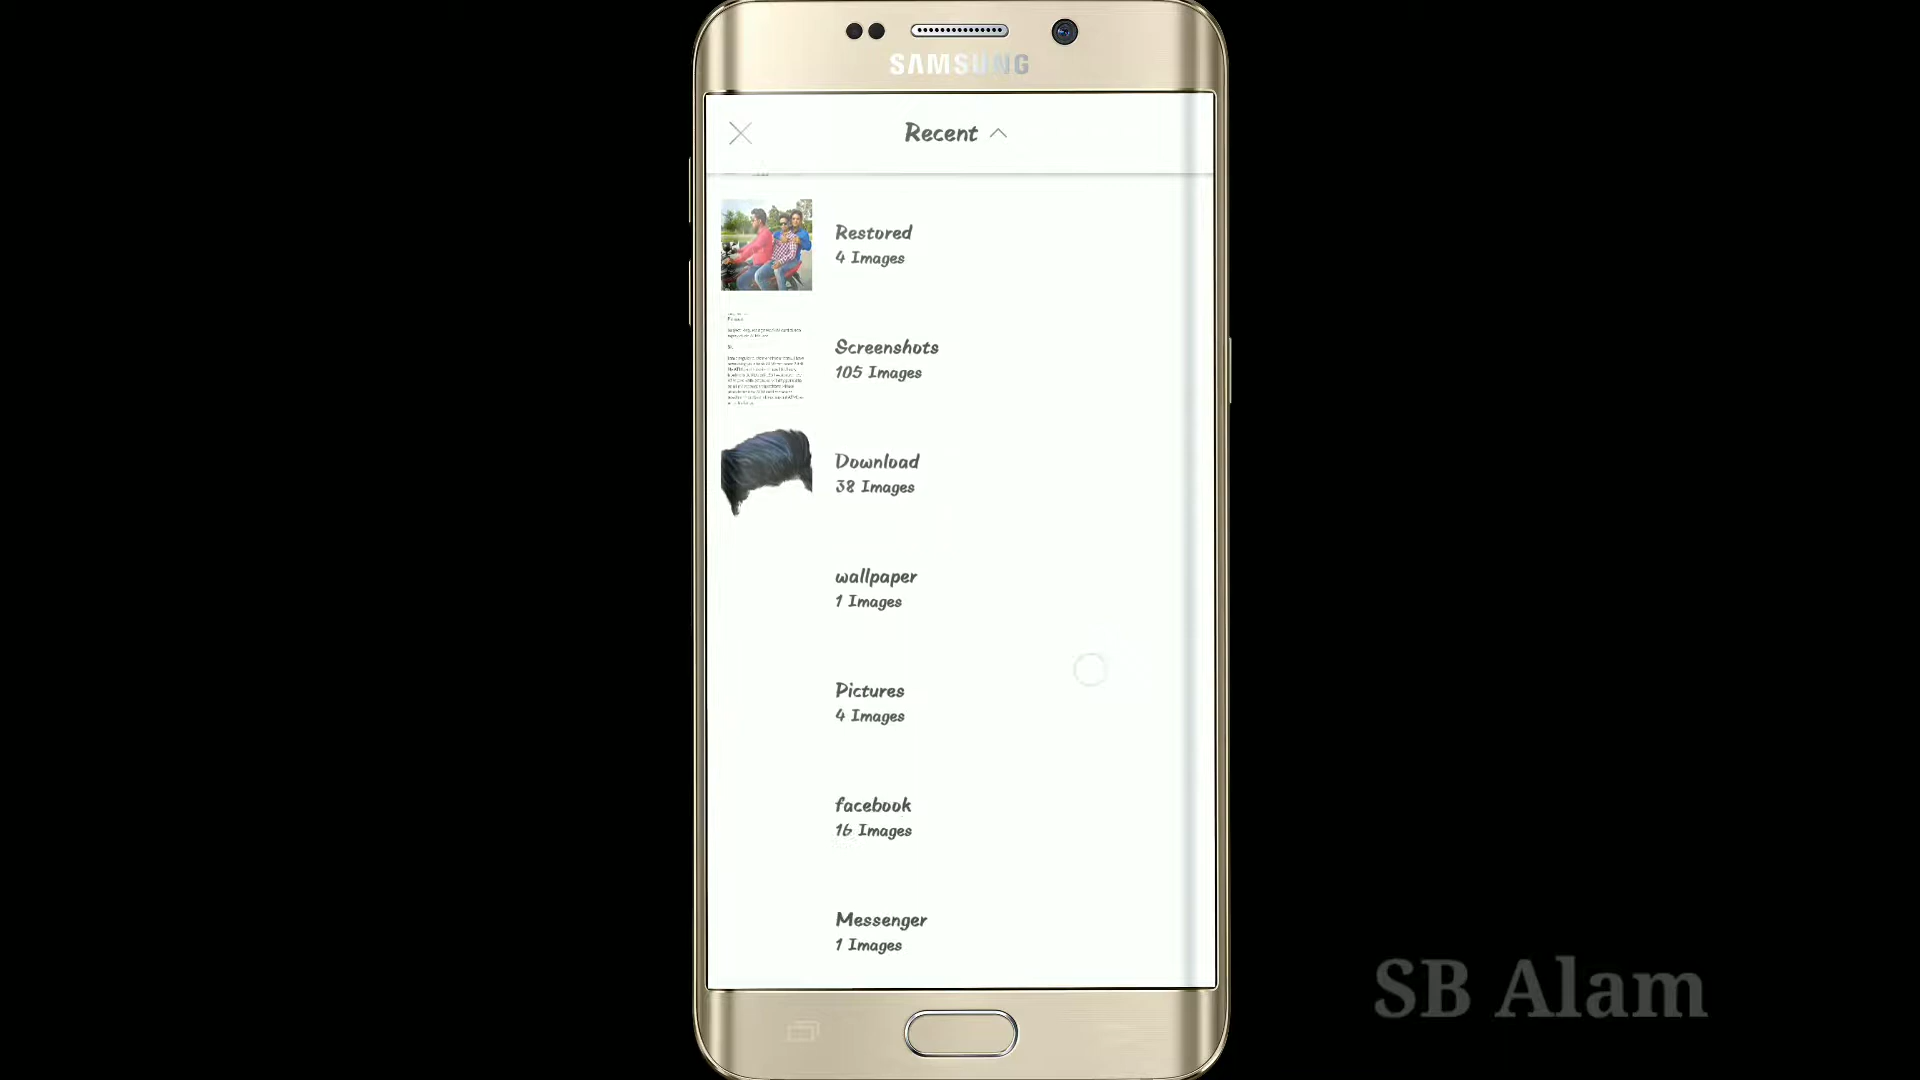 SAMSUNG
Recent
Restored
4 Images
Screenshots
105 Images
Download
38 Images
wallpaper
1 Images
Pictures
4 Images
facebook
16 Images
Messenger
1 Images
SB Alam